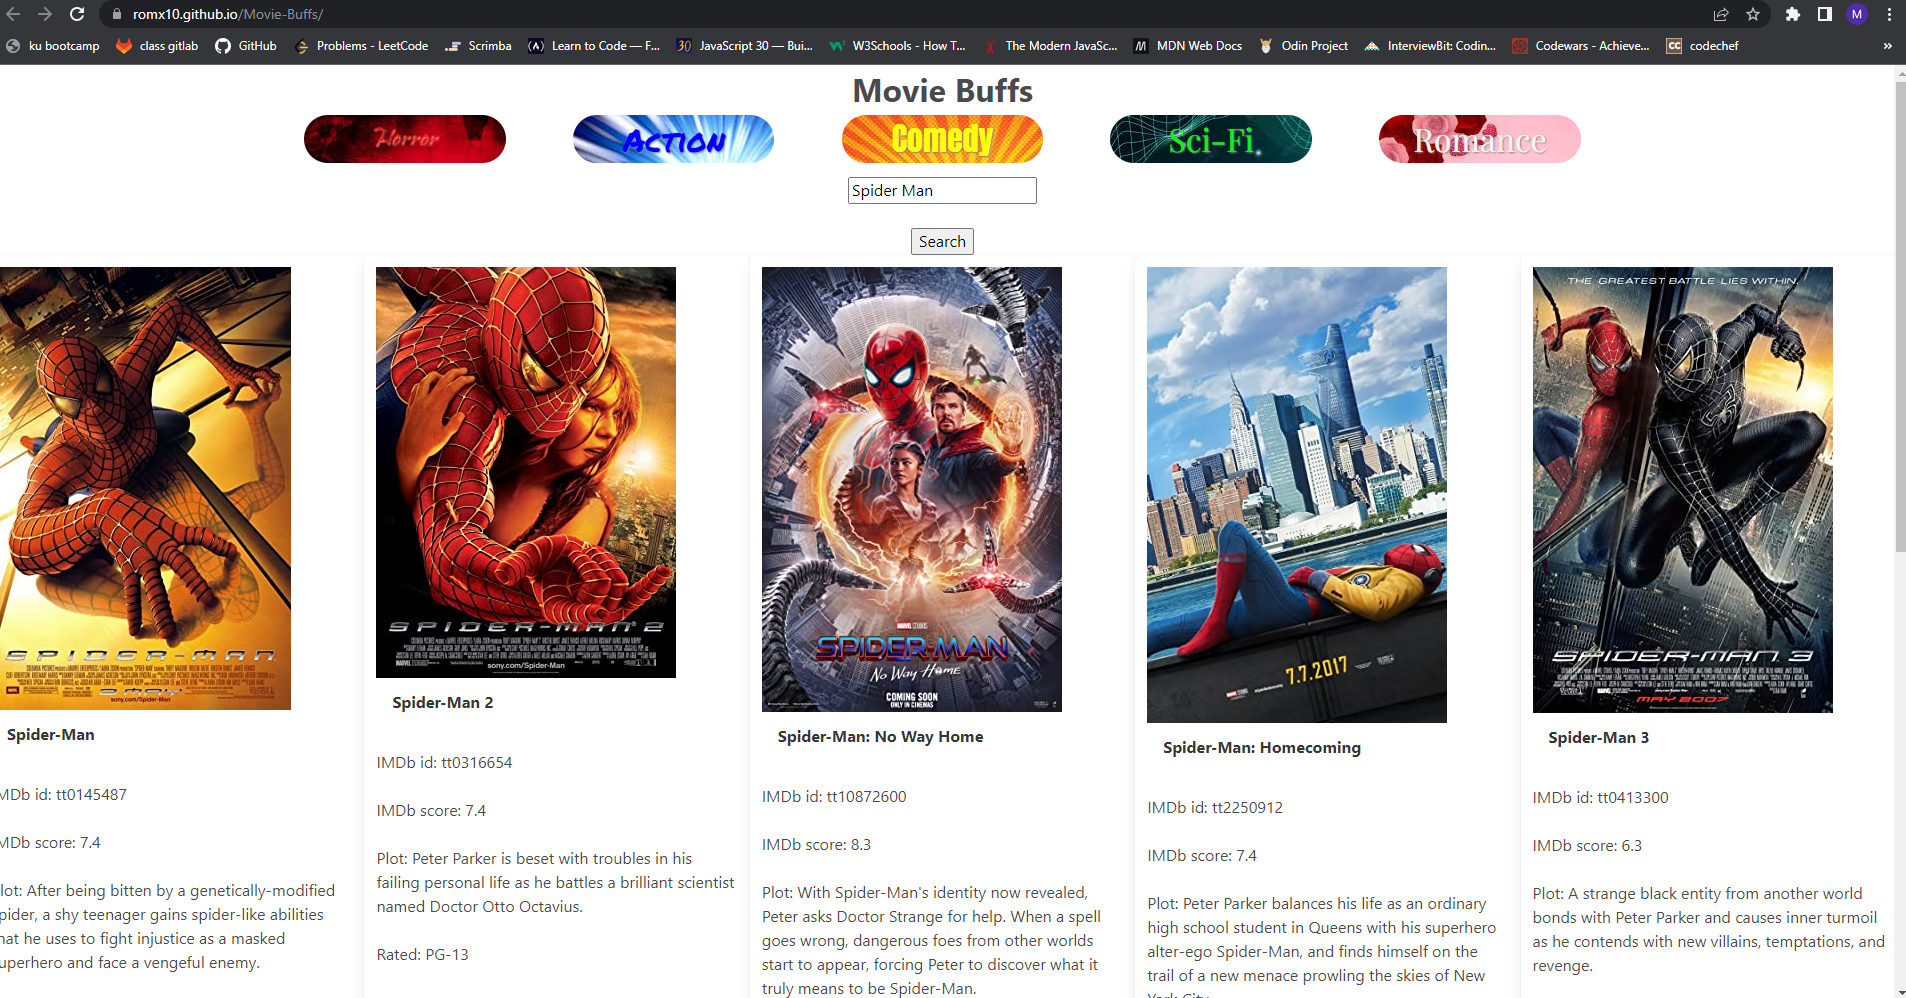 romx10.github.io/Movie-Buffs/
M
ku bootcamp
class gitlab
GitHub
Problems - LeetCode
Scrimba
Learn to Code — F...
JavaScript 30 — Bui...
W3Schools - How T...
The Modern JavaSc...
MDN Web Docs
Odin Project
InterviewBit: Codin...
Codewars - Achieve...
codechef
»
Movie Buffs
Horror
Action
Comedy
Sci-Fi
Romance
Spider Man
Search
SPIDER-MAN
sony.com/Spider-Man
Spider-Man
MDb id: tt0145487
MDb score: 7.4
lot: After being bitten by a genetically-modified
pider, a shy teenager gains spider-like abilities
hat he uses to fight injustice as a masked
uperhero and face a vengeful enemy.
SPIDER-MAN 2
sony.com/Spider-Man
Spider-Man 2
IMDb id: tt0316654
IMDb score: 7.4
Plot: Peter Parker is beset with troubles in his
failing personal life as he battles a brilliant scientist
named Doctor Otto Octavius.
Rated: PG-13
SPIDER-MAN
No Way Home
COMING SOON
ONLY IN CINEMAS
Spider-Man: No Way Home
IMDb id: tt10872600
IMDb score: 8.3
Plot: With Spider-Man's identity now revealed,
Peter asks Doctor Strange for help. When a spell
goes wrong, dangerous foes from other worlds
start to appear, forcing Peter to discover what it
truly means to be Spider-Man.
7.7.2017
Spider-Man: Homecoming
IMDb id: tt2250912
IMDb score: 7.4
Plot: Peter Parker balances his life as an ordinary
high school student in Queens with his superhero
alter-ego Spider-Man, and finds himself on the
trail of a new menace prowling the skies of New
York City.
THE GREATEST BATTLE LIES WITHIN.
SPIDER-MAN 3
MAY 2007
Spider-Man 3
IMDb id: tt0413300
IMDb score: 6.3
Plot: A strange black entity from another world
bonds with Peter Parker and causes inner turmoil
as he contends with new villains, temptations, and
revenge.